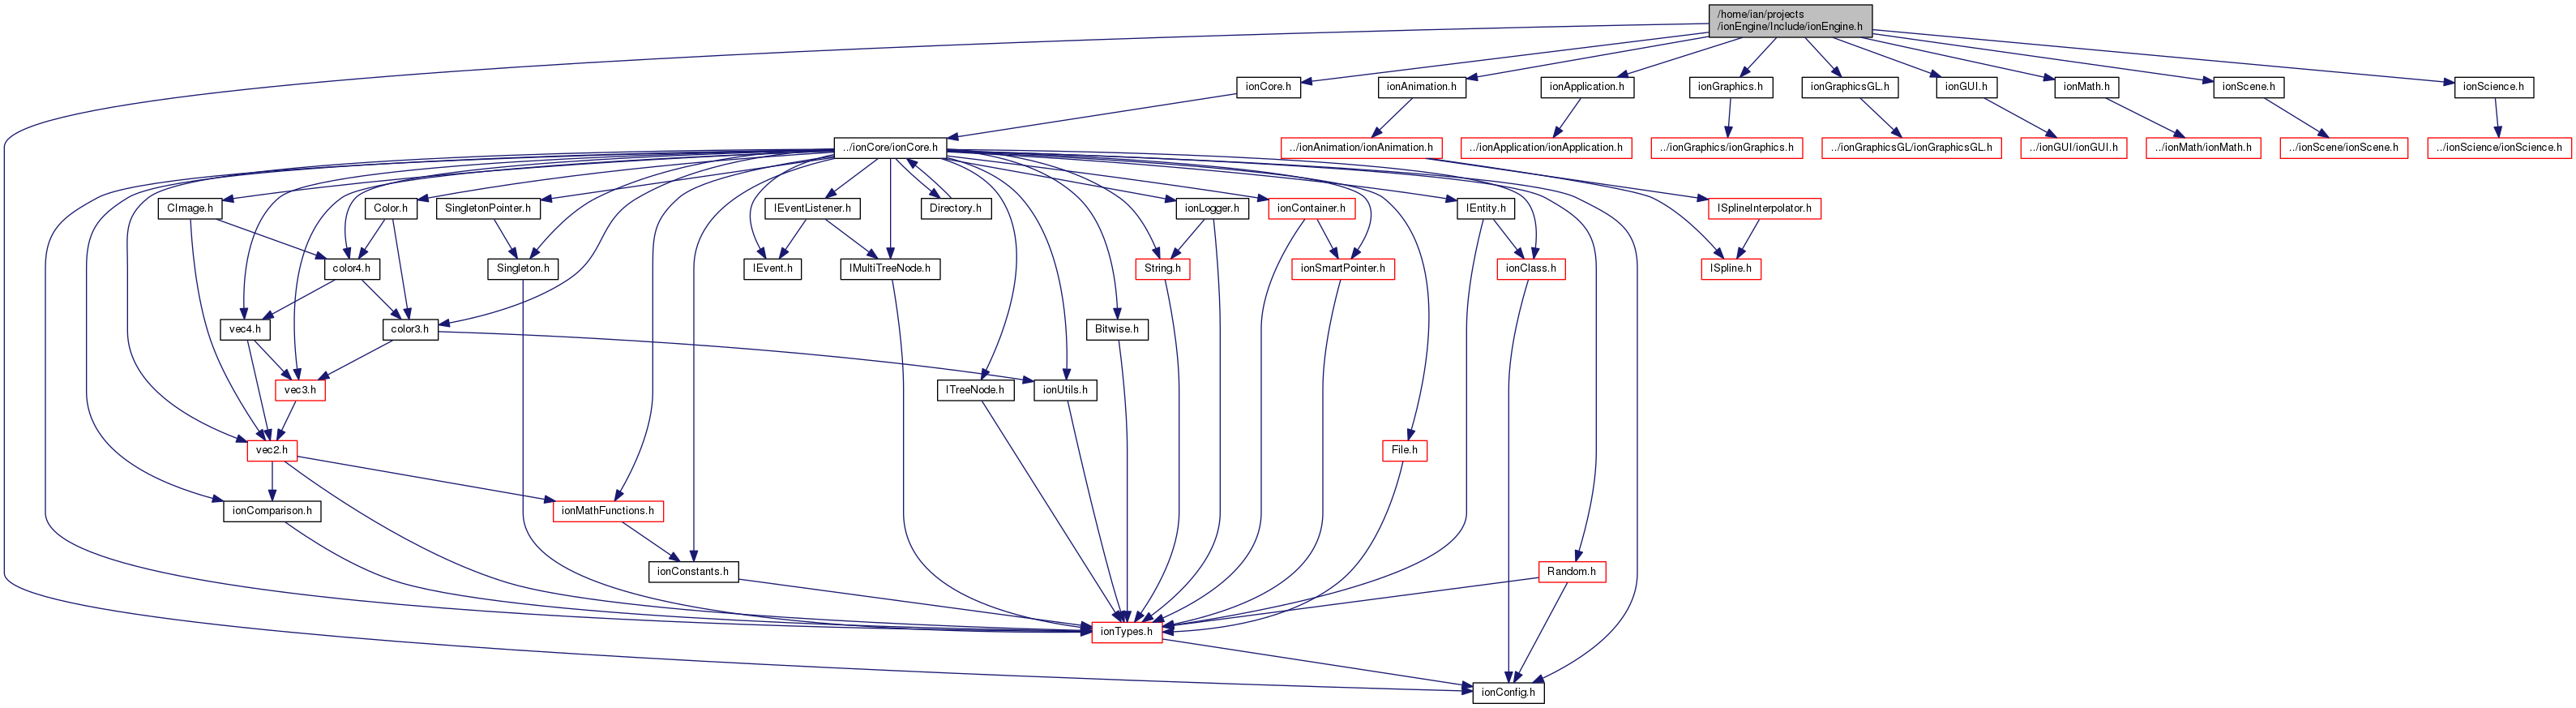 /home/ian/projects
/ionEngine/Include/ionEngine.h
ionCore.h
ionAnimation.h
ionApplication.h
ionGraphics.h
ionGraphicsGL.h
ionGUI.h
ionMath.h
ionScene.h
ionScience.h
../ionCore/ionCore.h
../ionAnimation/ionAnimation.h
../ionApplication/ionApplication.h
../ionGraphics/ionGraphics.h
../ionGraphicsGL/ionGraphicsGL.h
../ionGUI/ionGUI.h
../ionMath/ionMath.h
../ionScene/ionScene.h
../ionScience/ionScience.h
CImage.h
Color.h
SingletonPointer.h
IEventListener.h
Directory.h
ionLogger.h
ionContainer.h
IEntity.h
ISplineInterpolator.h
color4.h
Singleton.h
IEvent.h
IMultiTreeNode.h
String.h
ionSmartPointer.h
ionClass.h
ISpline.h
vec4.h
color3.h
Bitwise.h
vec3.h
ITreeNode.h
ionUtils.h
vec2.h
File.h
ionComparison.h
ionMathFunctions.h
ionConstants.h
Random.h
ionTypes.h
ionConfig.h